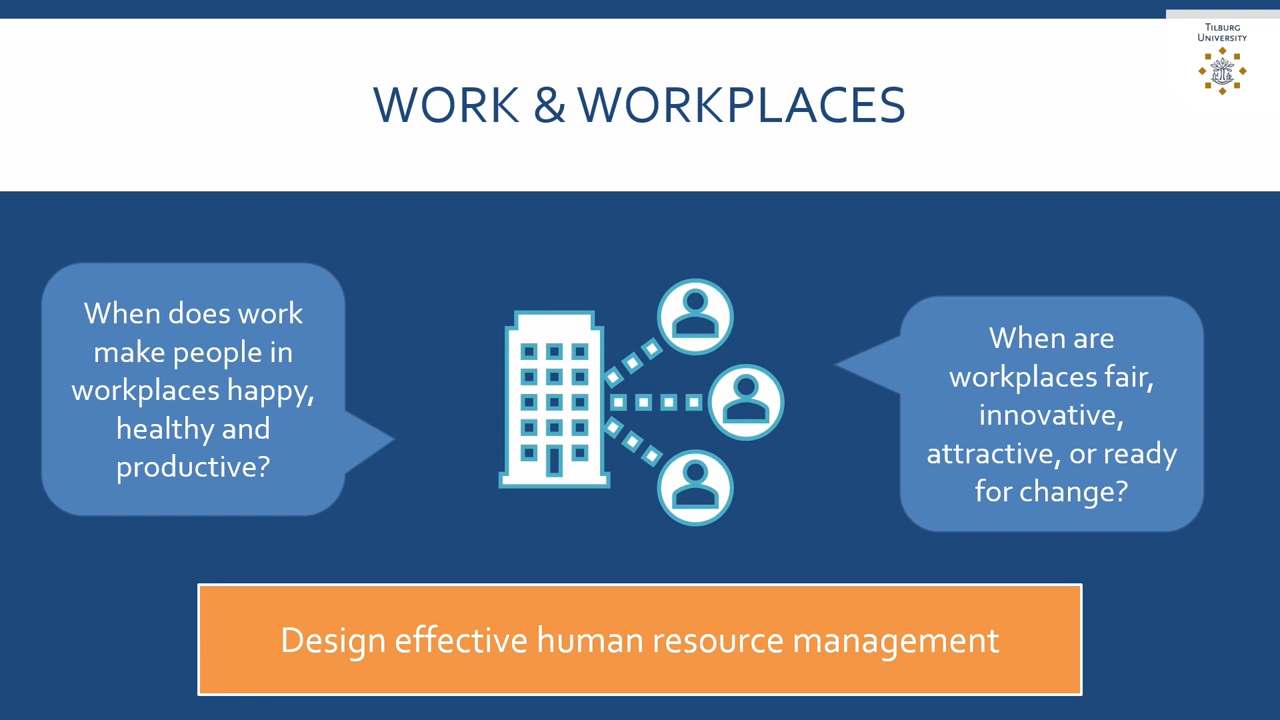 TILBURG
UNIVERSITY
WORK & WORKPLACES
When does work
make people in
workplaces happy,
healthy and
productive?
When are
workplaces fair,
innovative,
attractive, or ready
for change?
Design effective human resource management